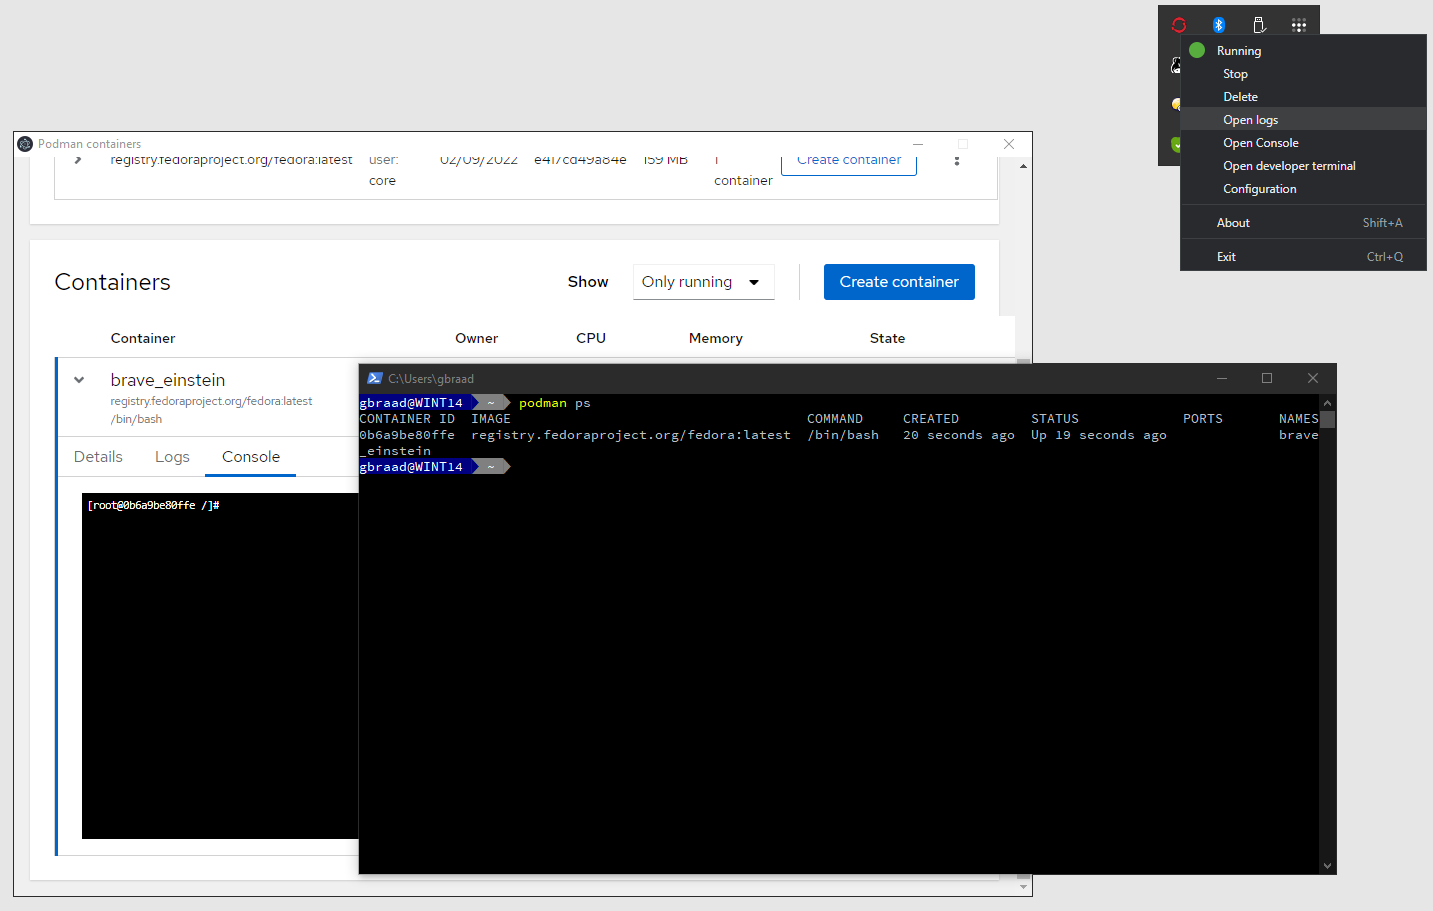 Running
Stop
Delete
Open logs
Open Console
Open developer terminal
Configuration
About Shift+A
Exit Ctrl+Q
Podman containers
registry.fedoraproject.org/fedora:latest user: 02/09/2022 e417cd49a84e 159 MB 1 Create container
core container
Containers Show Only running Create container
Container Owner CPU Memory State
brave_einstein
registry.fedoraproject.org/fedora:latest
/bin/bash
Details Logs Console
[root@0b6a9be80ffe /]#
C:\Users\gbraad
gbraad@WINT14 ~ podman ps
CONTAINER ID IMAGE COMMAND CREATED STATUS PORTS NAMES
0b6a9be80ffe registry.fedoraproject.org/fedora:latest /bin/bash 20 seconds ago Up 19 seconds ago brave
_einstein
gbraad@WINT14 ~